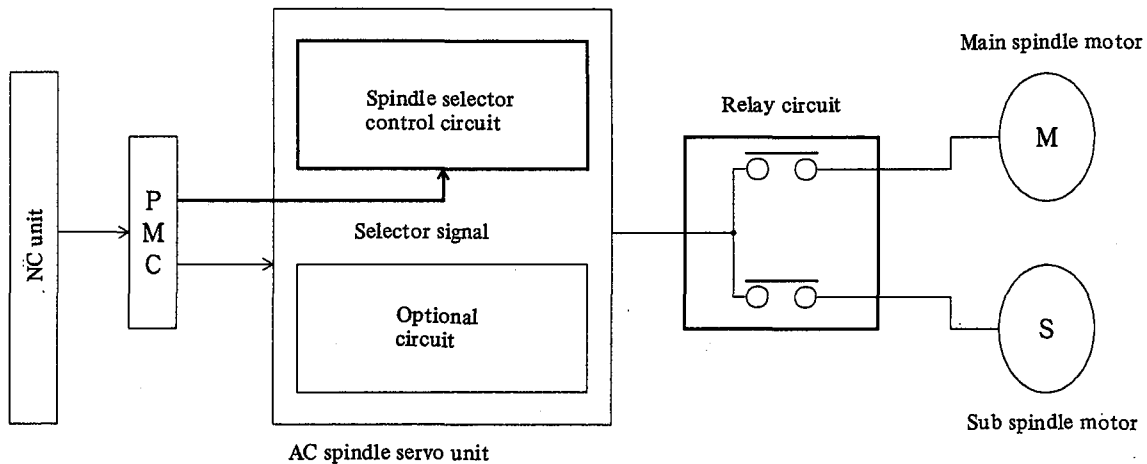 NC unit
P
M
C
Spindle selector
control circuit
Selector signal
Optional
circuit
AC spindle servo unit
Relay circuit
Main spindle motor
M
S
Sub spindle motor